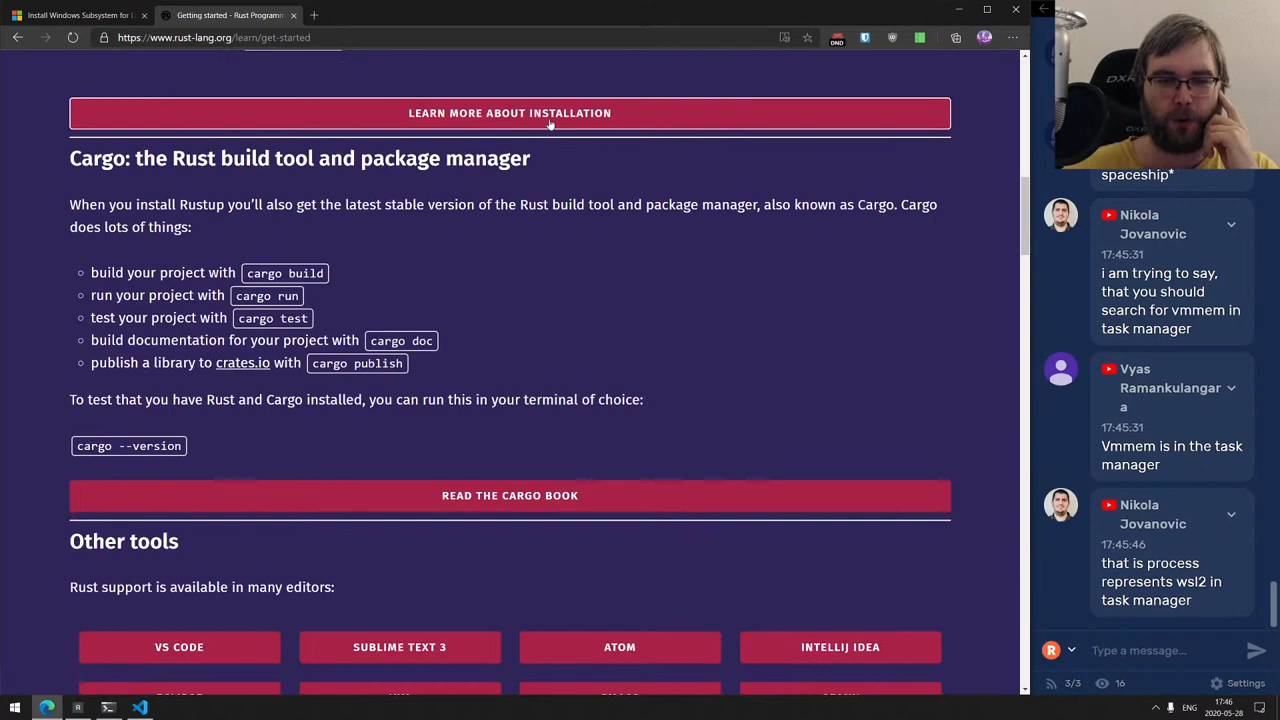 Install Windows Subsystem for L
Getting started - Rust Programm
https://www.rust-lang.org/learn/get-started
DND
LEARN MORE ABOUT INSTALLATION
Cargo: the Rust build tool and package manager
When you install Rustup you’ll also get the latest stable version of the Rust build tool and package manager, also known as Cargo. Cargo
does lots of things:
build your project with cargo build
run your project with cargo run
test your project with cargo test
build documentation for your project with cargo doc
publish a library to crates.io with cargo publish
To test that you have Rust and Cargo installed, you can run this in your terminal of choice:
cargo --version
READ THE CARGO BOOK
Other tools
Rust support is available in many editors:
VS CODE
SUBLIME TEXT 3
ATOM
INTELLIJ IDEA
DXR
spaceship*
Nikola
Jovanovic
17:45:31
i am trying to say,
that you should
search for vmmem in
task manager
Vyas
Ramankulangar
a
17:45:31
Vmmem is in the task
manager
Nikola
Jovanovic
17:45:46
that is process
represents wsl2 in
task manager
R
Type a message...
3/3
16
Settings
R
ENG
17:46
2020-05-28